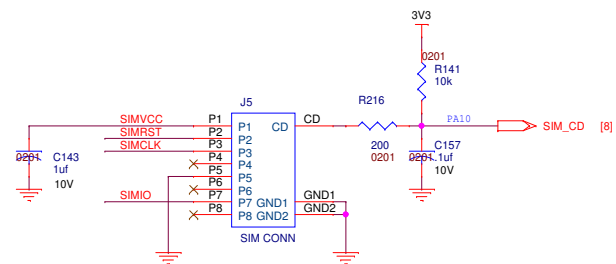 3V3
0201
R141
10k
J5
R216
SIMVCC
P1
P1
CD
CD
PA10
SIM_CD
[8]
SIMRST
P2
P2
SIMCLK
P3
P3
200
0201
C157
.1uf
10V
0201
C143
1uf
10V
P4
P4
P5
P5
P6
P6
SIMIO
P7
P7
GND1
GND1
P8
P8
GND2
GND2
SIM CONN